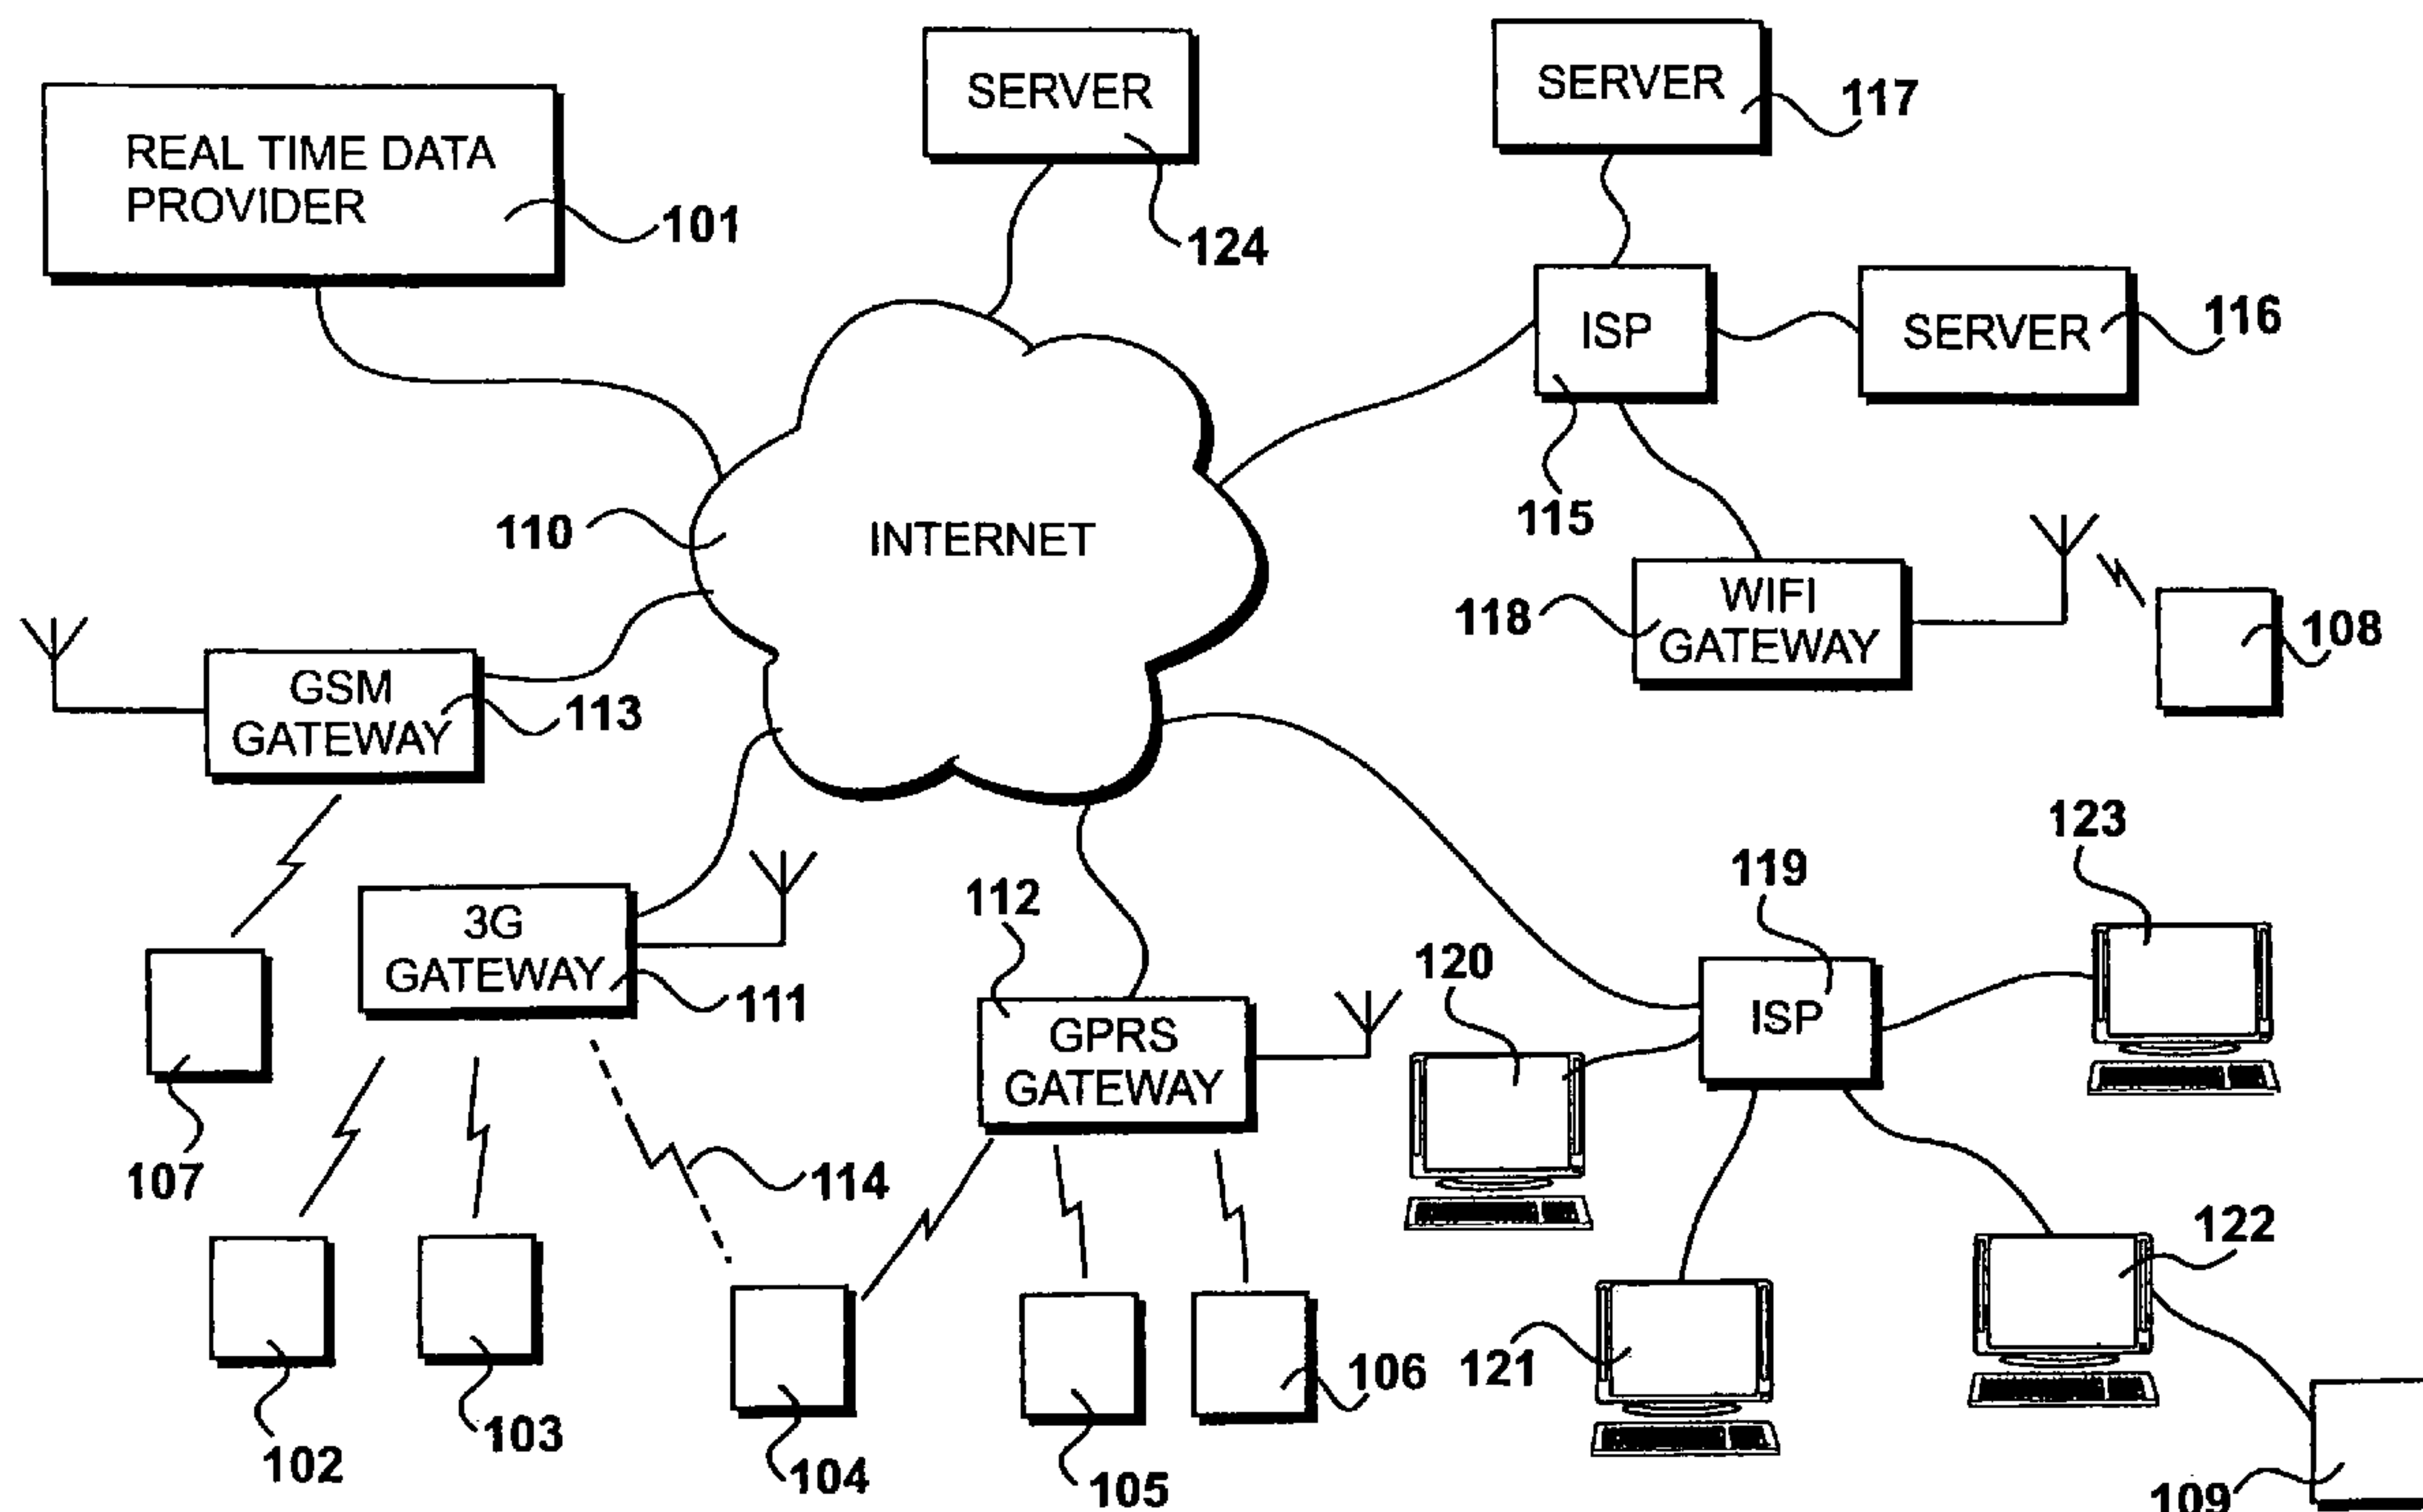 REAL TIME DATA
PROVIDER
101
SERVER
124
SERVER
117
ISP
115
SERVER
116
110
INTERNET
WIFI
GATEWAY
118
108
GSM
GATEWAY
113
3G
GATEWAY
111
112
GPRS
GATEWAY
119
ISP
123
120
107
114
122
121
106
102
103
104
105
109